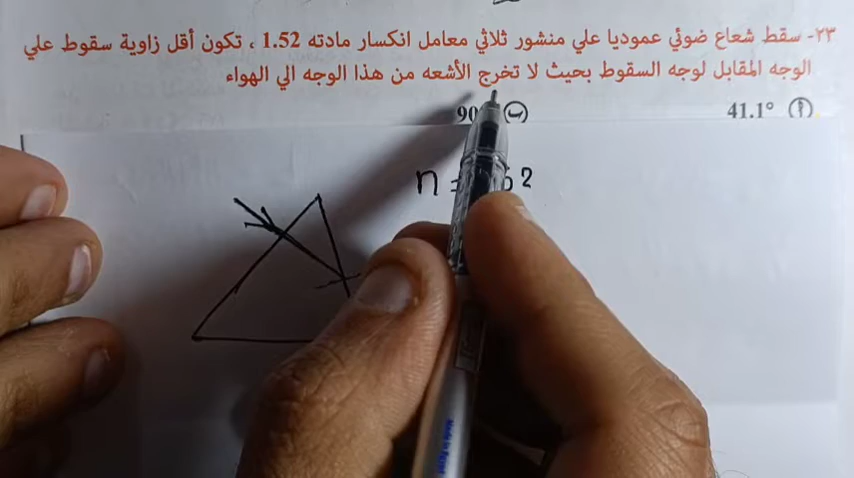 ٢٣- سقط شعاع ضوئي عموديا علي منشور ثلاثي معامل انكسار مادته 1.52 ، تكون أقل زاوية سقوط علي
الوجه المقابل لوجه السقوط بحيث لا تخرج الأشعه من هذا الوجه الي الهواء
أ 41.1° ب 90
n = 2